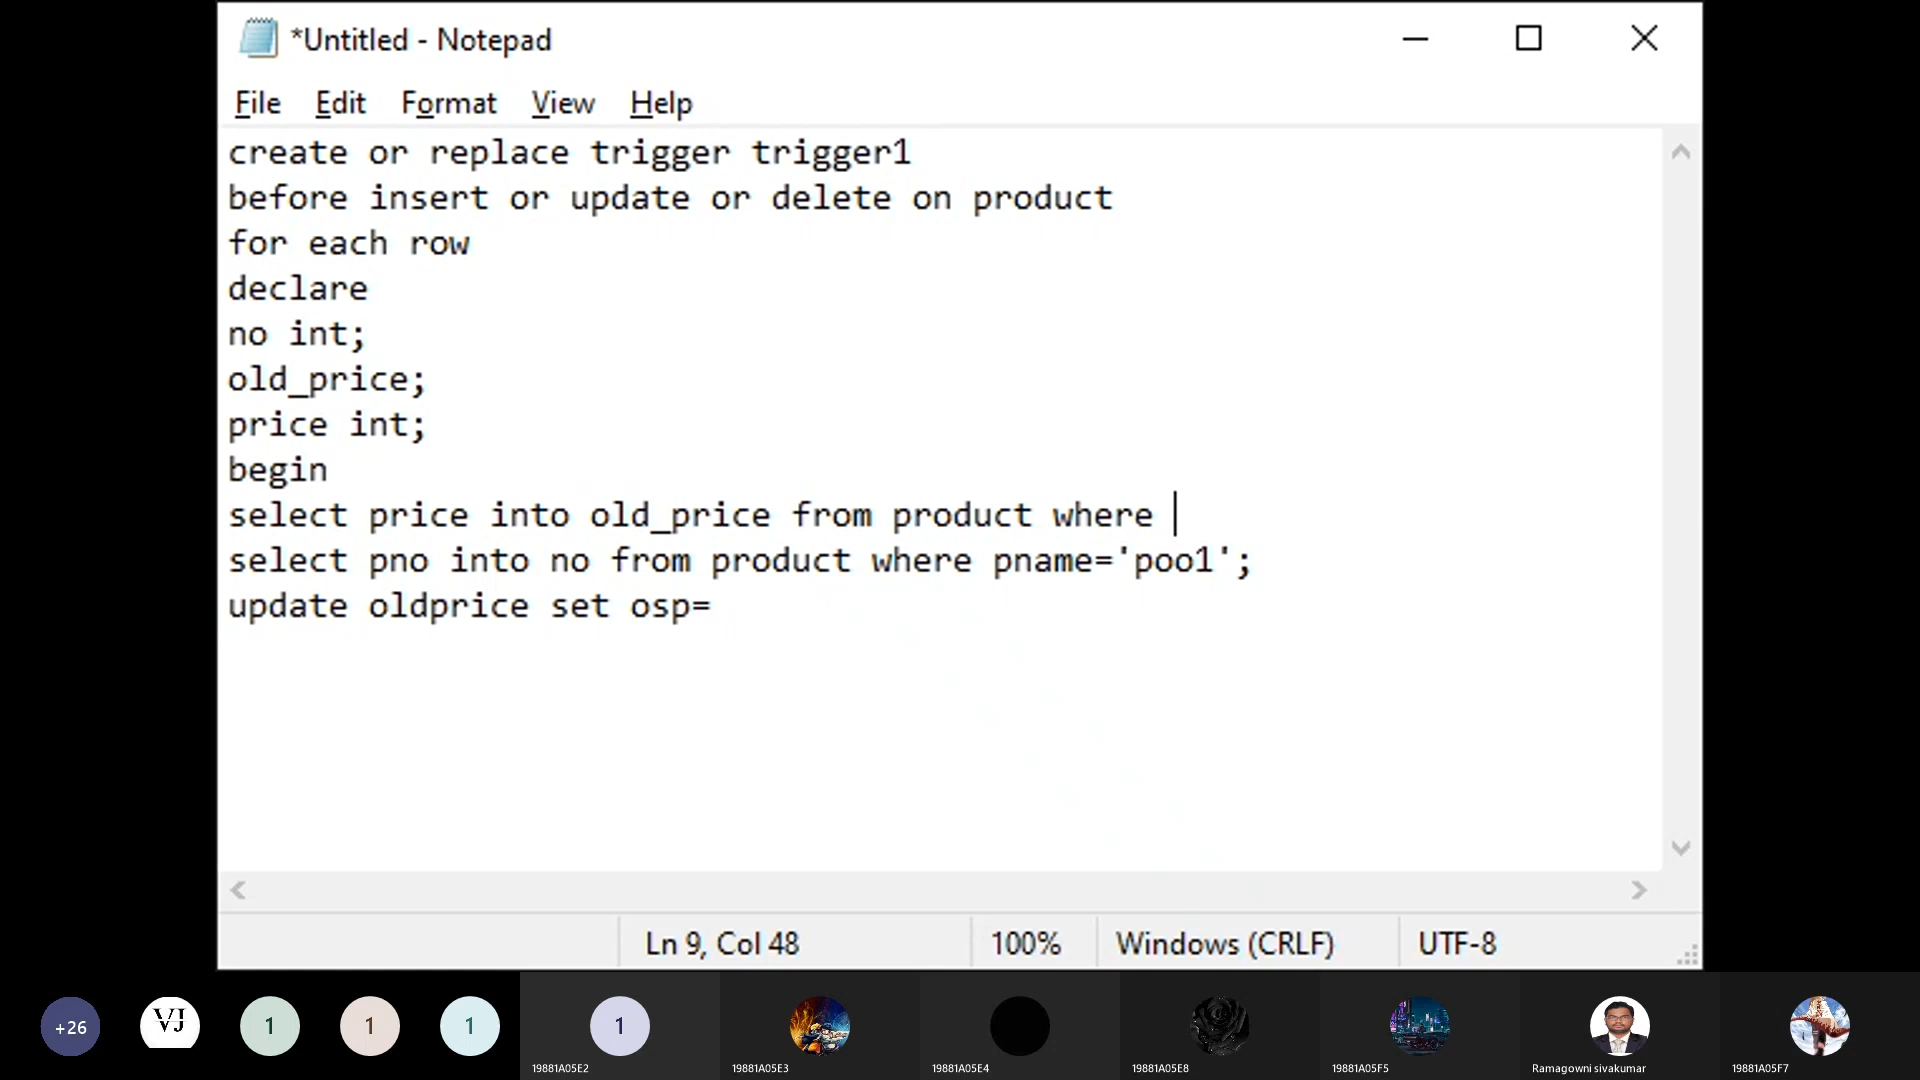 *Untitled - Notepad
File Edit Format View Help
create or replace trigger trigger1
before insert or update or delete on product
for each row
declare
no int;
old_price;
price int;
begin
select price into old_price from product where
select pno into no from product where pname='poo1';
update oldprice set osp=
Ln 9, Col 48 100% Windows (CRLF) UTF-8
+26 VJ 1 1 1 1
19881A05E2 19881A05E3 19881A05E4 19881A05E8 19881A05F5 Ramagowni sivakumar 19881A05F7